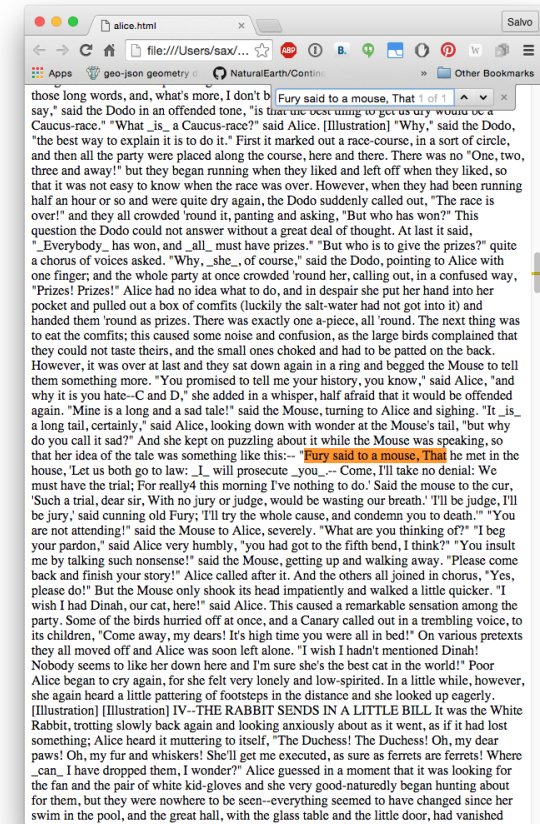 Salvo
alice.html
file:///Users/sax/
ABP
B.
W
Apps geo-json geometry NaturalEarth/Contine » Other Bookmarks
Fury said to a mouse, That 1 of 1
those long words, and, what's more, I don't b
say," said the Dodo in an offended tone, "is that the best thing to get us dry would be a
Caucus-race." "What _is_ a Caucus-race?" said Alice. [Illustration] "Why," said the Dodo,
"the best way to explain it is to do it." First it marked out a race-course, in a sort of circle,
and then all the party were placed along the course, here and there. There was no "One, two,
three and away!" but they began running when they liked and left off when they liked, so
that it was not easy to know when the race was over. However, when they had been running
half an hour or so and were quite dry again, the Dodo suddenly called out, "The race is
over!" and they all crowded 'round it, panting and asking, "But who has won?" This
question the Dodo could not answer without a great deal of thought. At last it said,
"_Everybody_ has won, and _all_ must have prizes." "But who is to give the prizes?" quite
a chorus of voices asked. "Why, _she_, of course," said the Dodo, pointing to Alice with
one finger; and the whole party at once crowded 'round her, calling out, in a confused way,
"Prizes! Prizes!" Alice had no idea what to do, and in despair she put her hand into her
pocket and pulled out a box of comfits (luckily the salt-water had not got into it) and
handed them 'round as prizes. There was exactly one a-piece, all 'round. The next thing was
to eat the comfits; this caused some noise and confusion, as the large birds complained that
they could not taste theirs, and the small ones choked and had to be patted on the back.
However, it was over at last and they sat down again in a ring and begged the Mouse to tell
them something more. "You promised to tell me your history, you know," said Alice, "and
why it is you hate--C and D," she added in a whisper, half afraid that it would be offended
again. "Mine is a long and a sad tale!" said the Mouse, turning to Alice and sighing. "It _is_
a long tail, certainly," said Alice, looking down with wonder at the Mouse's tail, "but why
do you call it sad?" And she kept on puzzling about it while the Mouse was speaking, so
that her idea of the tale was something like this:-- "Fury said to a mouse, That he met in the
house, 'Let us both go to law: _I_ will prosecute _you_.-- Come, I'll take no denial: We
must have the trial; For really4 this morning I've nothing to do.' Said the mouse to the cur,
'Such a trial, dear sir, With no jury or judge, would be wasting our breath.' 'I'll be judge, I'll
be jury,' said cunning old Fury; 'I'll try the whole cause, and condemn you to death.'" "You
are not attending!" said the Mouse to Alice, severely. "What are you thinking of?" "I beg
your pardon," said Alice very humbly, "you had got to the fifth bend, I think?" "You insult
me by talking such nonsense!" said the Mouse, getting up and walking away. "Please come
back and finish your story!" Alice called after it. And the others all joined in chorus, "Yes,
please do!" But the Mouse only shook its head impatiently and walked a little quicker. "I
wish I had Dinah, our cat, here!" said Alice. This caused a remarkable sensation among the
party. Some of the birds hurried off at once, and a Canary called out in a trembling voice, to
its children, "Come away, my dears! It's high time you were all in bed!" On various pretexts
they all moved off and Alice was soon left alone. "I wish I hadn't mentioned Dinah!
Nobody seems to like her down here and I'm sure she's the best cat in the world!" Poor
Alice began to cry again, for she felt very lonely and low-spirited. In a little while, however,
she again heard a little pattering of footsteps in the distance and she looked up eagerly.
[Illustration] [Illustration] IV--THE RABBIT SENDS IN A LITTLE BILL It was the White
Rabbit, trotting slowly back again and looking anxiously about as it went, as if it had lost
something; Alice heard it muttering to itself, "The Duchess! The Duchess! Oh, my dear
paws! Oh, my fur and whiskers! She'll get me executed, as sure as ferrets are ferrets! Where
_can_ I have dropped them, I wonder?" Alice guessed in a moment that it was looking for
the fan and the pair of white kid-gloves and she very good-naturedly began hunting about
for them, but they were nowhere to be seen--everything seemed to have changed since her
swim in the pool, and the great hall, with the glass table and the little door, had vanished